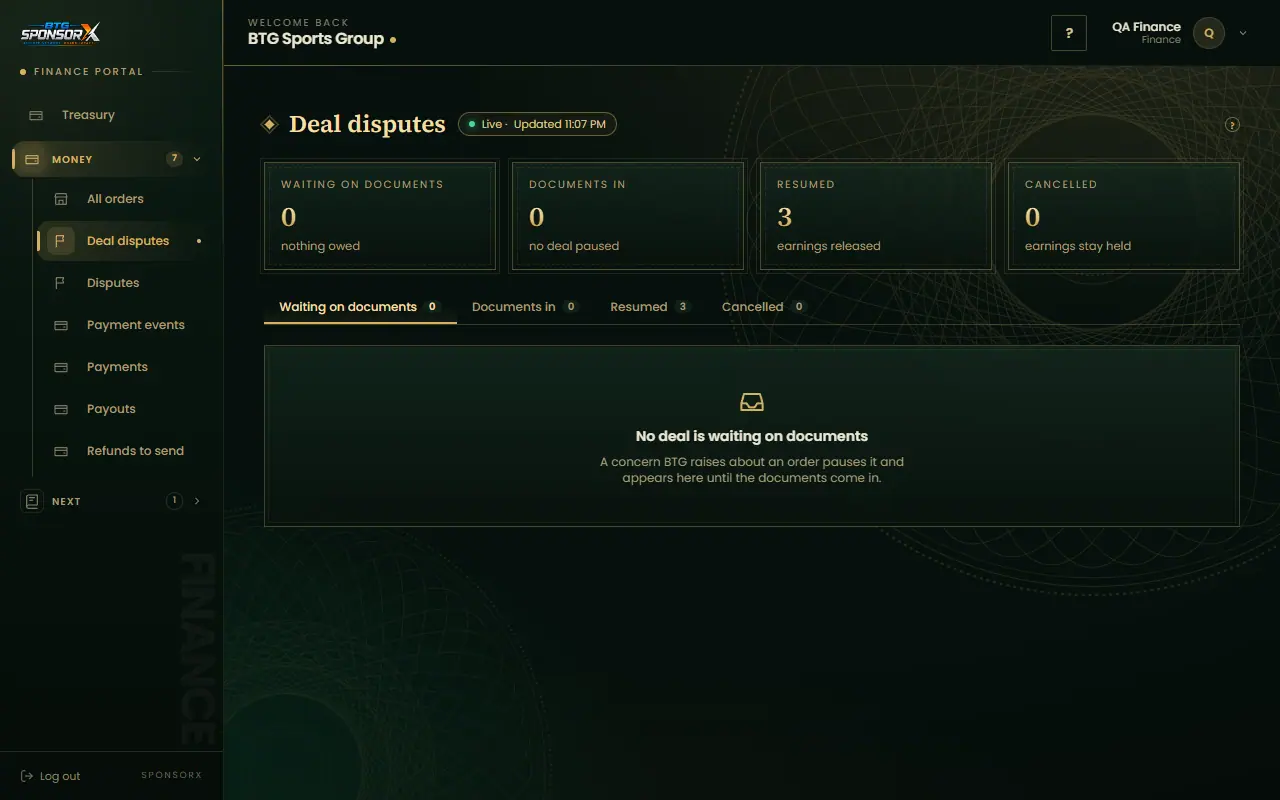 BTG
SPONSORX
FINANCE PORTAL
Treasury
MONEY 7
All orders
Deal disputes
Disputes
Payment events
Payments
Payouts
Refunds to send
NEXT 1
FINANCE
Log out SPONSORX
WELCOME BACK
BTG Sports Group
?
QA Finance
Finance
Q
Deal disputes
Live · Updated 11:07 PM
?
WAITING ON DOCUMENTS
0
nothing owed
DOCUMENTS IN
0
no deal paused
RESUMED
3
earnings released
CANCELLED
0
earnings stay held
Waiting on documents 0 Documents in 0 Resumed 3 Cancelled 0
No deal is waiting on documents
A concern BTG raises about an order pauses it and
appears here until the documents come in.